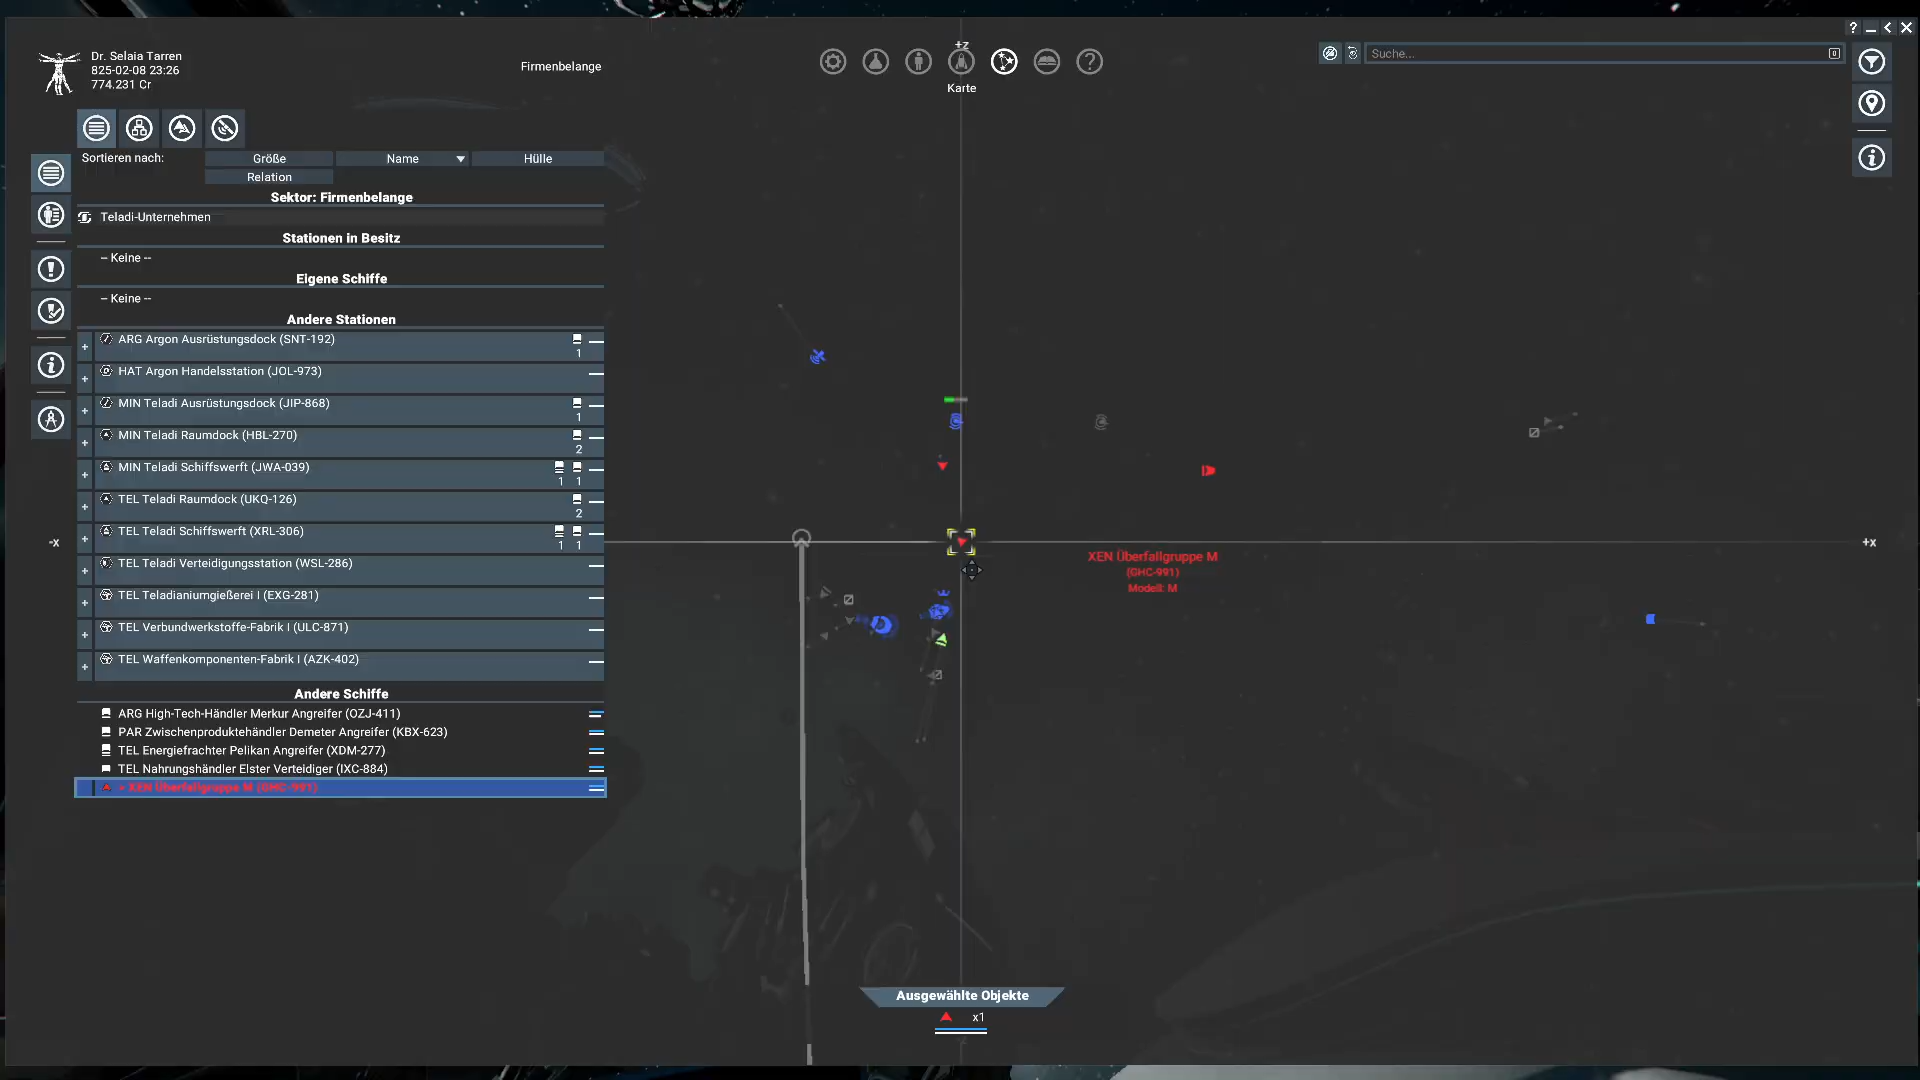 Dr. Selaia Tarren
825-02-08 23:26
774.231 Cr
Firmenbelange
+z
Karte
Suche...
Sortieren nach:
Größe
Name
Hülle
Relation
Sektor: Firmenbelange
Teladi-Unternehmen
Stationen in Besitz
– Keine –
Eigene Schiffe
– Keine –
Andere Stationen
+ ARG Argon Ausrüstungsdock (SNT-192)
1
+ HAT Argon Handelsstation (JOL-973)
+ MIN Teladi Ausrüstungsdock (JIP-868)
1
+ MIN Teladi Raumdock (HBL-270)
2
+ MIN Teladi Schiffswerft (JWA-039)
1 1
+ TEL Teladi Raumdock (UKQ-126)
2
+ TEL Teladi Schiffswerft (XRL-306)
1 1
+ TEL Teladi Verteidigungsstation (WSL-286)
+ TEL Teladianiumgießerei I (EXG-281)
+ TEL Verbundwerkstoffe-Fabrik I (ULC-871)
+ TEL Waffenkomponenten-Fabrik I (AZK-402)
Andere Schiffe
ARG High-Tech-Händler Merkur Angreifer (OZJ-411)
PAR Zwischenproduktehändler Demeter Angreifer (KBX-623)
TEL Energiefrachter Pelikan Angreifer (XDM-277)
TEL Nahrungshändler Elster Verteidiger (IXC-884)
XEN Überfallgruppe M (GHC-991)
-x
+x
XEN Überfallgruppe M
(GHC-991)
Modell: M
Ausgewählte Objekte
x1